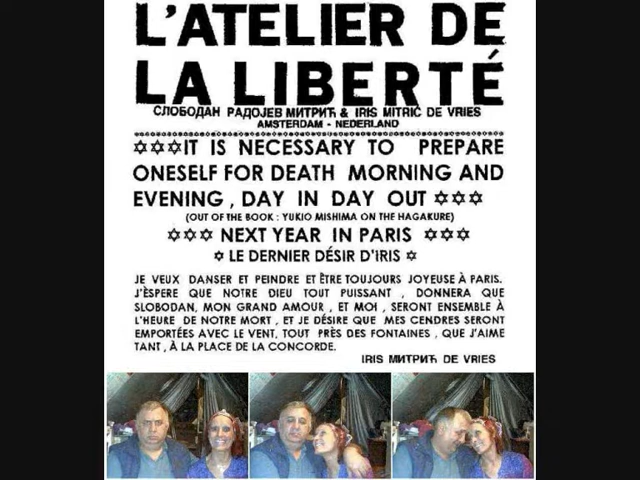 L'ATELIER DE
LA LIBERTÉ
СЛОБОДАН РАДОЈЕВ МИТРИЋ & IRIS MITRIĆ DE VRIES
AMSTERDAM - NEDERLAND
✡✡✡IT IS NECESSARY TO PREPARE
ONESELF FOR DEATH MORNING AND
EVENING , DAY IN DAY OUT ✡✡✡
(OUT OF THE BOOK : YUKIO MISHIMA ON THE HAGAKURE)
✡✡✡ NEXT YEAR IN PARIS ✡✡✡
✡ LE DERNIER DÉSIR D'IRIS ✡
JE VEUX DANSER ET PEINDRE ET ÊTRE TOUJOURS JOYEUSE À PARIS.
J'ÈSPERE QUE NOTRE DIEU TOUT PUISSANT , DONNERA QUE
SLOBODAN, MON GRAND AMOUR , ET MOI , SERONT ENSEMBLE À
L'HEURE DE NOTRE MORT , ET JE DÉSIRE QUE MES CENDRES SERONT
EMPORTÉES AVEC LE VENT, TOUT PRÈS DES FONTAINES , QUE J'AIME
TANT , À LA PLACE DE LA CONCORDE.
IRIS МИТРИЋ DE VRIES